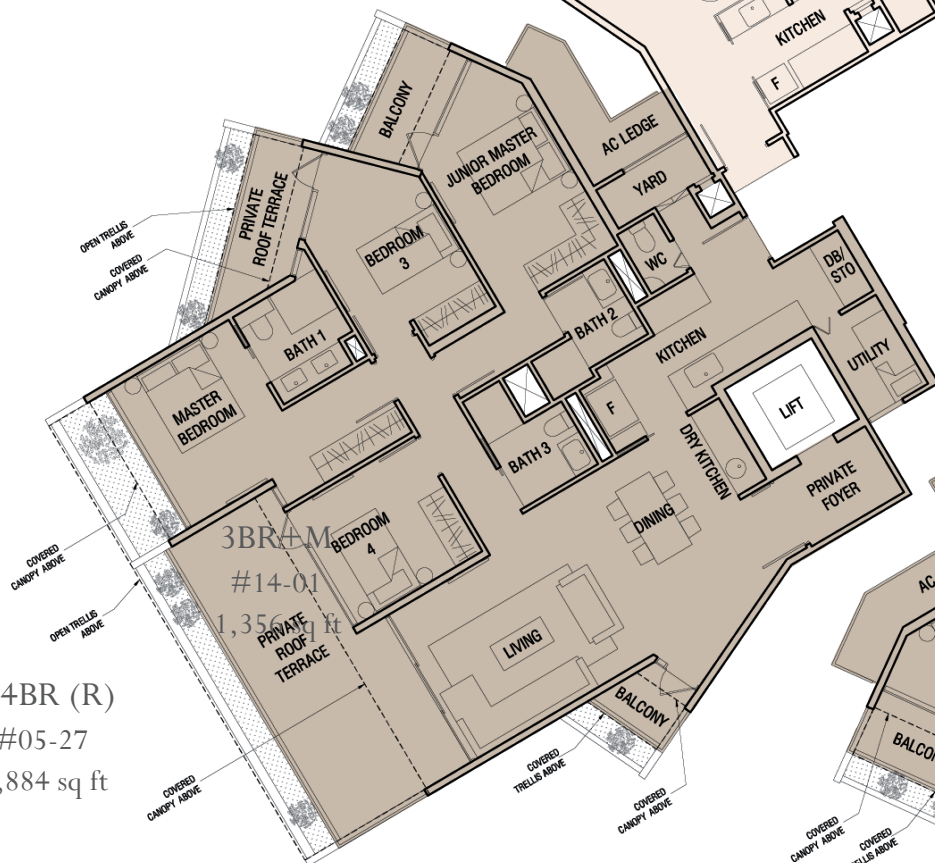 KITCHEN
F
BALCONY
JUNIOR MASTER
BEDROOM
AC LEDGE
YARD
PRIVATE
ROOF TERRACE
OPEN TRELLIS
ABOVE
COVERED
CANOPY ABOVE
BEDROOM
3
WC
DB/
STO
BATH 1
BATH 2
KITCHEN
UTILITY
MASTER
BEDROOM
F
LIFT
BATH 3
DRY KITCHEN
PRIVATE
FOYER
DINING
BEDROOM
4
3BR+M
#14-01
1,356 sq ft
COVERED
CANOPY ABOVE
OPEN TRELLIS
ABOVE
PRIVATE
ROOF
TERRACE
LIVING
BALCONY
4BR (R)
#05-27
,884 sq ft
COVERED
CANOPY ABOVE
COVERED
TRELLIS ABOVE
COVERED
CANOPY ABOVE
AC
BALCON
COVERED
CANOPY ABOVE
COVERED
ELLIS ABOVE